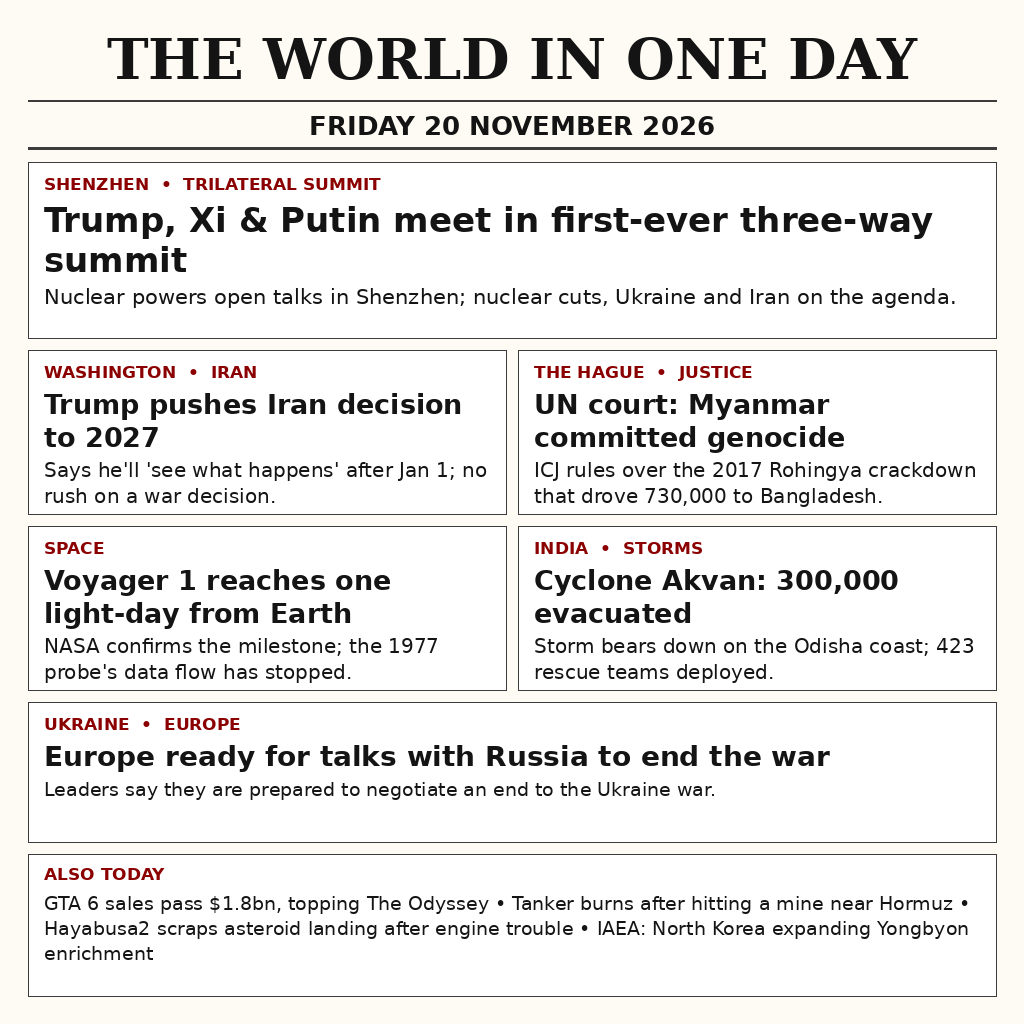 THE WORLD IN ONE DAY
FRIDAY 20 NOVEMBER 2026
SHENZHEN • TRILATERAL SUMMIT
Trump, Xi & Putin meet in first-ever three-way
summit
Nuclear powers open talks in Shenzhen; nuclear cuts, Ukraine and Iran on the agenda.
WASHINGTON • IRAN
Trump pushes Iran decision
to 2027
Says he'll 'see what happens' after Jan 1; no
rush on a war decision.
THE HAGUE • JUSTICE
UN court: Myanmar
committed genocide
ICJ rules over the 2017 Rohingya crackdown
that drove 730,000 to Bangladesh.
SPACE
Voyager 1 reaches one
light-day from Earth
NASA confirms the milestone; the 1977
probe's data flow has stopped.
INDIA • STORMS
Cyclone Akvan: 300,000
evacuated
Storm bears down on the Odisha coast; 423
rescue teams deployed.
UKRAINE • EUROPE
Europe ready for talks with Russia to end the war
Leaders say they are prepared to negotiate an end to the Ukraine war.
ALSO TODAY
GTA 6 sales pass $1.8bn, topping The Odyssey • Tanker burns after hitting a mine near Hormuz •
Hayabusa2 scraps asteroid landing after engine trouble • IAEA: North Korea expanding Yongbyon
enrichment